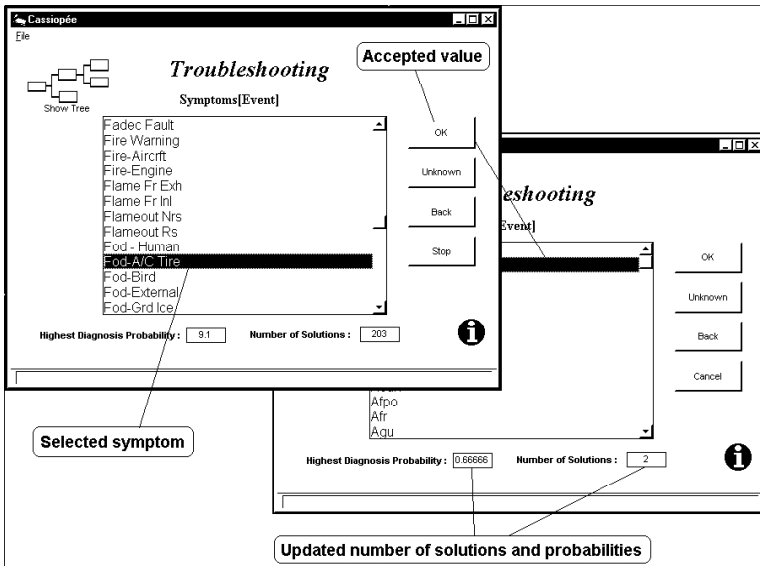 Cassiopée
File
Show Tree
Troubleshooting
Symptoms[Event]
Fadec Fault
Fire Warning
Fire-Aircrft
Fire-Engine
Flame Fr Exh
Flame Fr Inl
Flameout Nrs
Flameout Rs
Fod - Human
Fod-A/C Tire
Fod-Bird
Fod-External
Fod-Grd Ice
OK
Unknown
Back
Stop
Highest Diagnosis Probability : 9.1
Number of Solutions : 203
Accepted value
Selected symptom
eshooting
Event]
Afpo
Afr
Agu
OK
Unknown
Back
Cancel
Highest Diagnosis Probability : 0.66666
Number of Solutions : 2
Updated number of solutions and probabilities